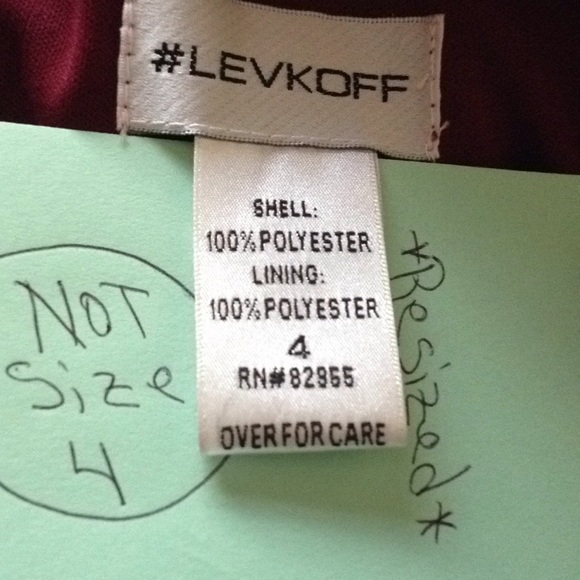 #LEVKOFF
SHELL:
100% POLYESTER
LINING:
100% POLYESTER
4
RN# 82955
OVER FOR CARE
NOT
Size
4
*Resized*